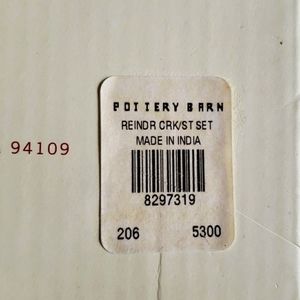 POTTERY BARN
REINDR CRK/ST SET
MADE IN INDIA
94109
8297319
206 5300